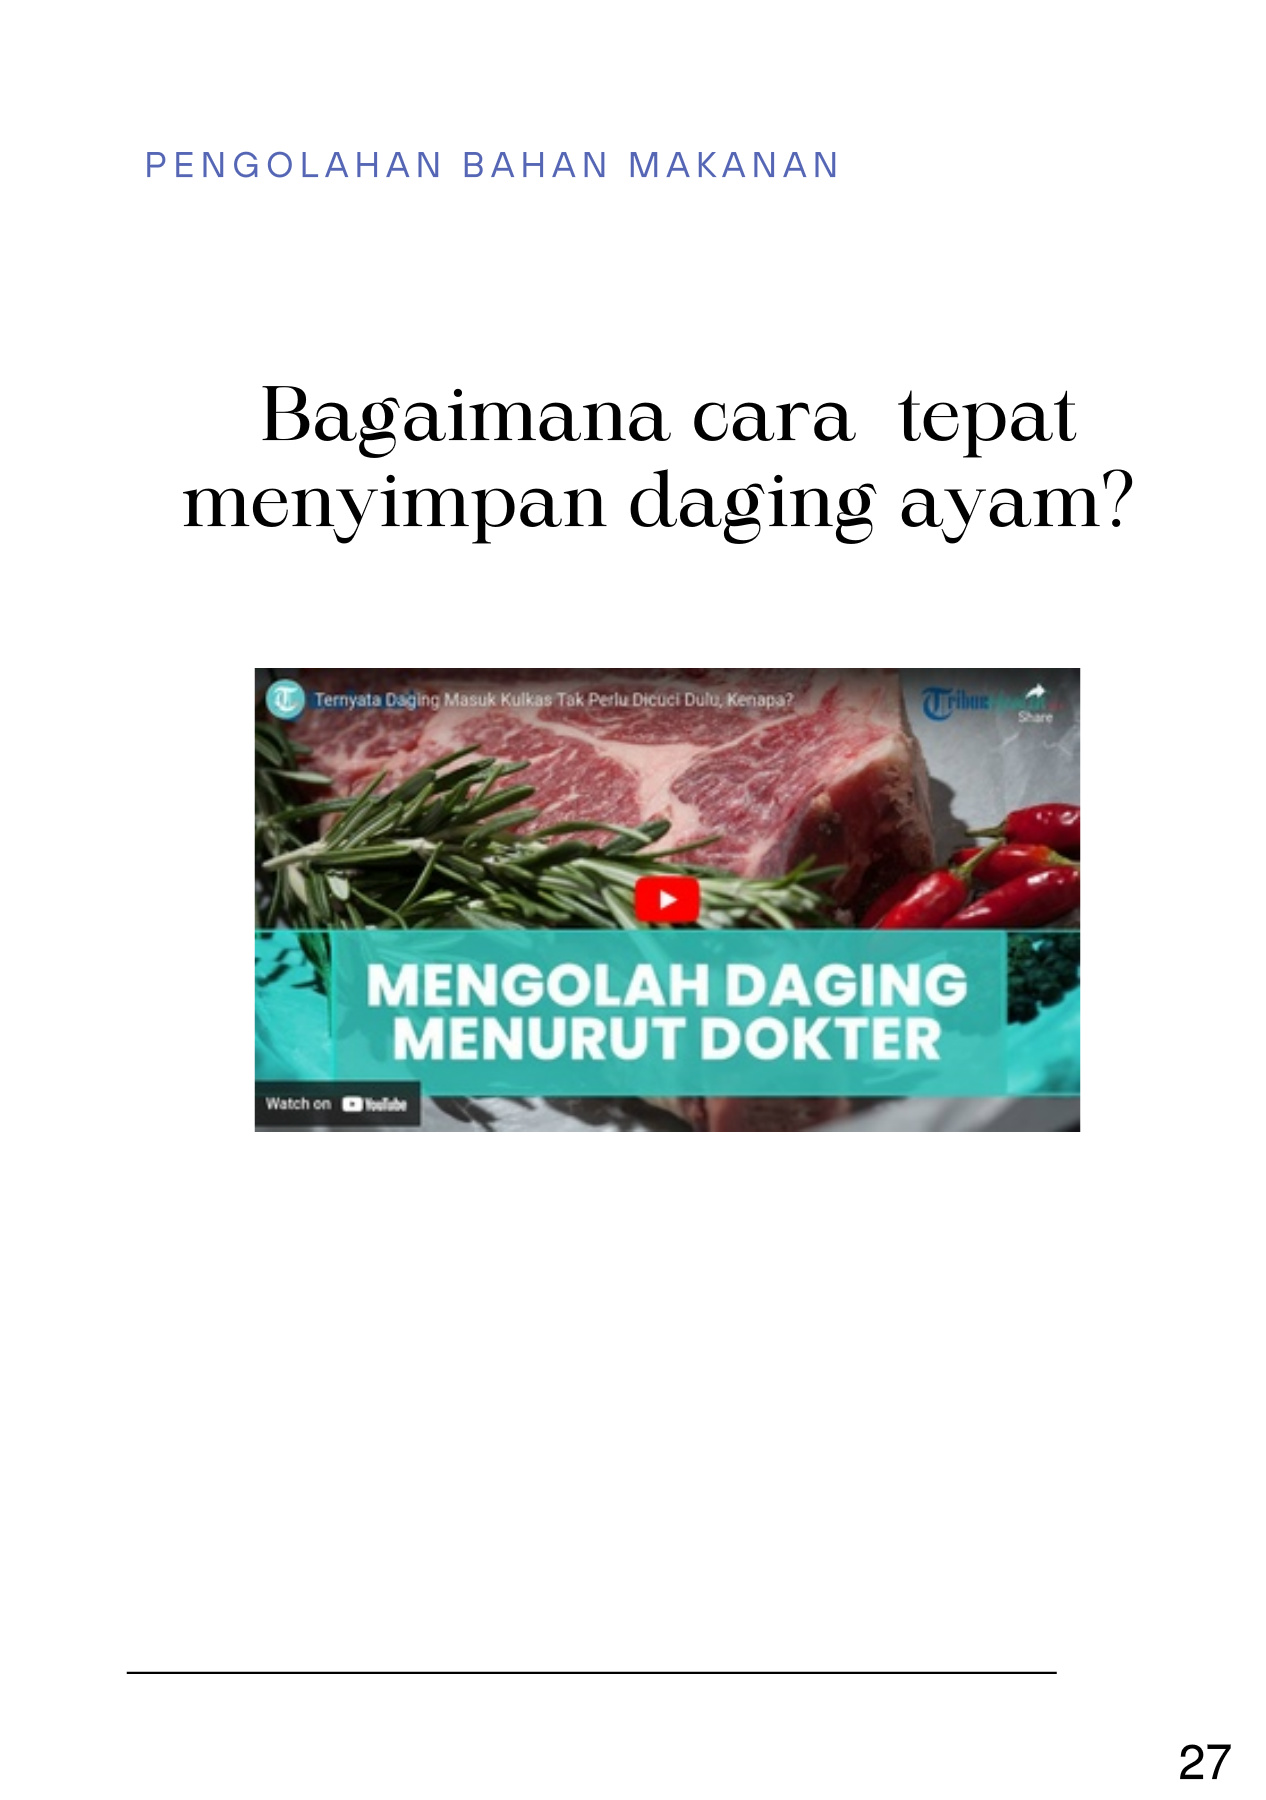 PENGOLAHAN BAHAN MAKANAN
Bagaimana cara tepat
menyimpan daging ayam?
Ternyata Daging Masuk Kulkas Tak Perlu Dicuci Dulu, Kenapa?
Tribun
Share
MENGOLAH DAGING
MENURUT DOKTER
Watch on YouTube
27